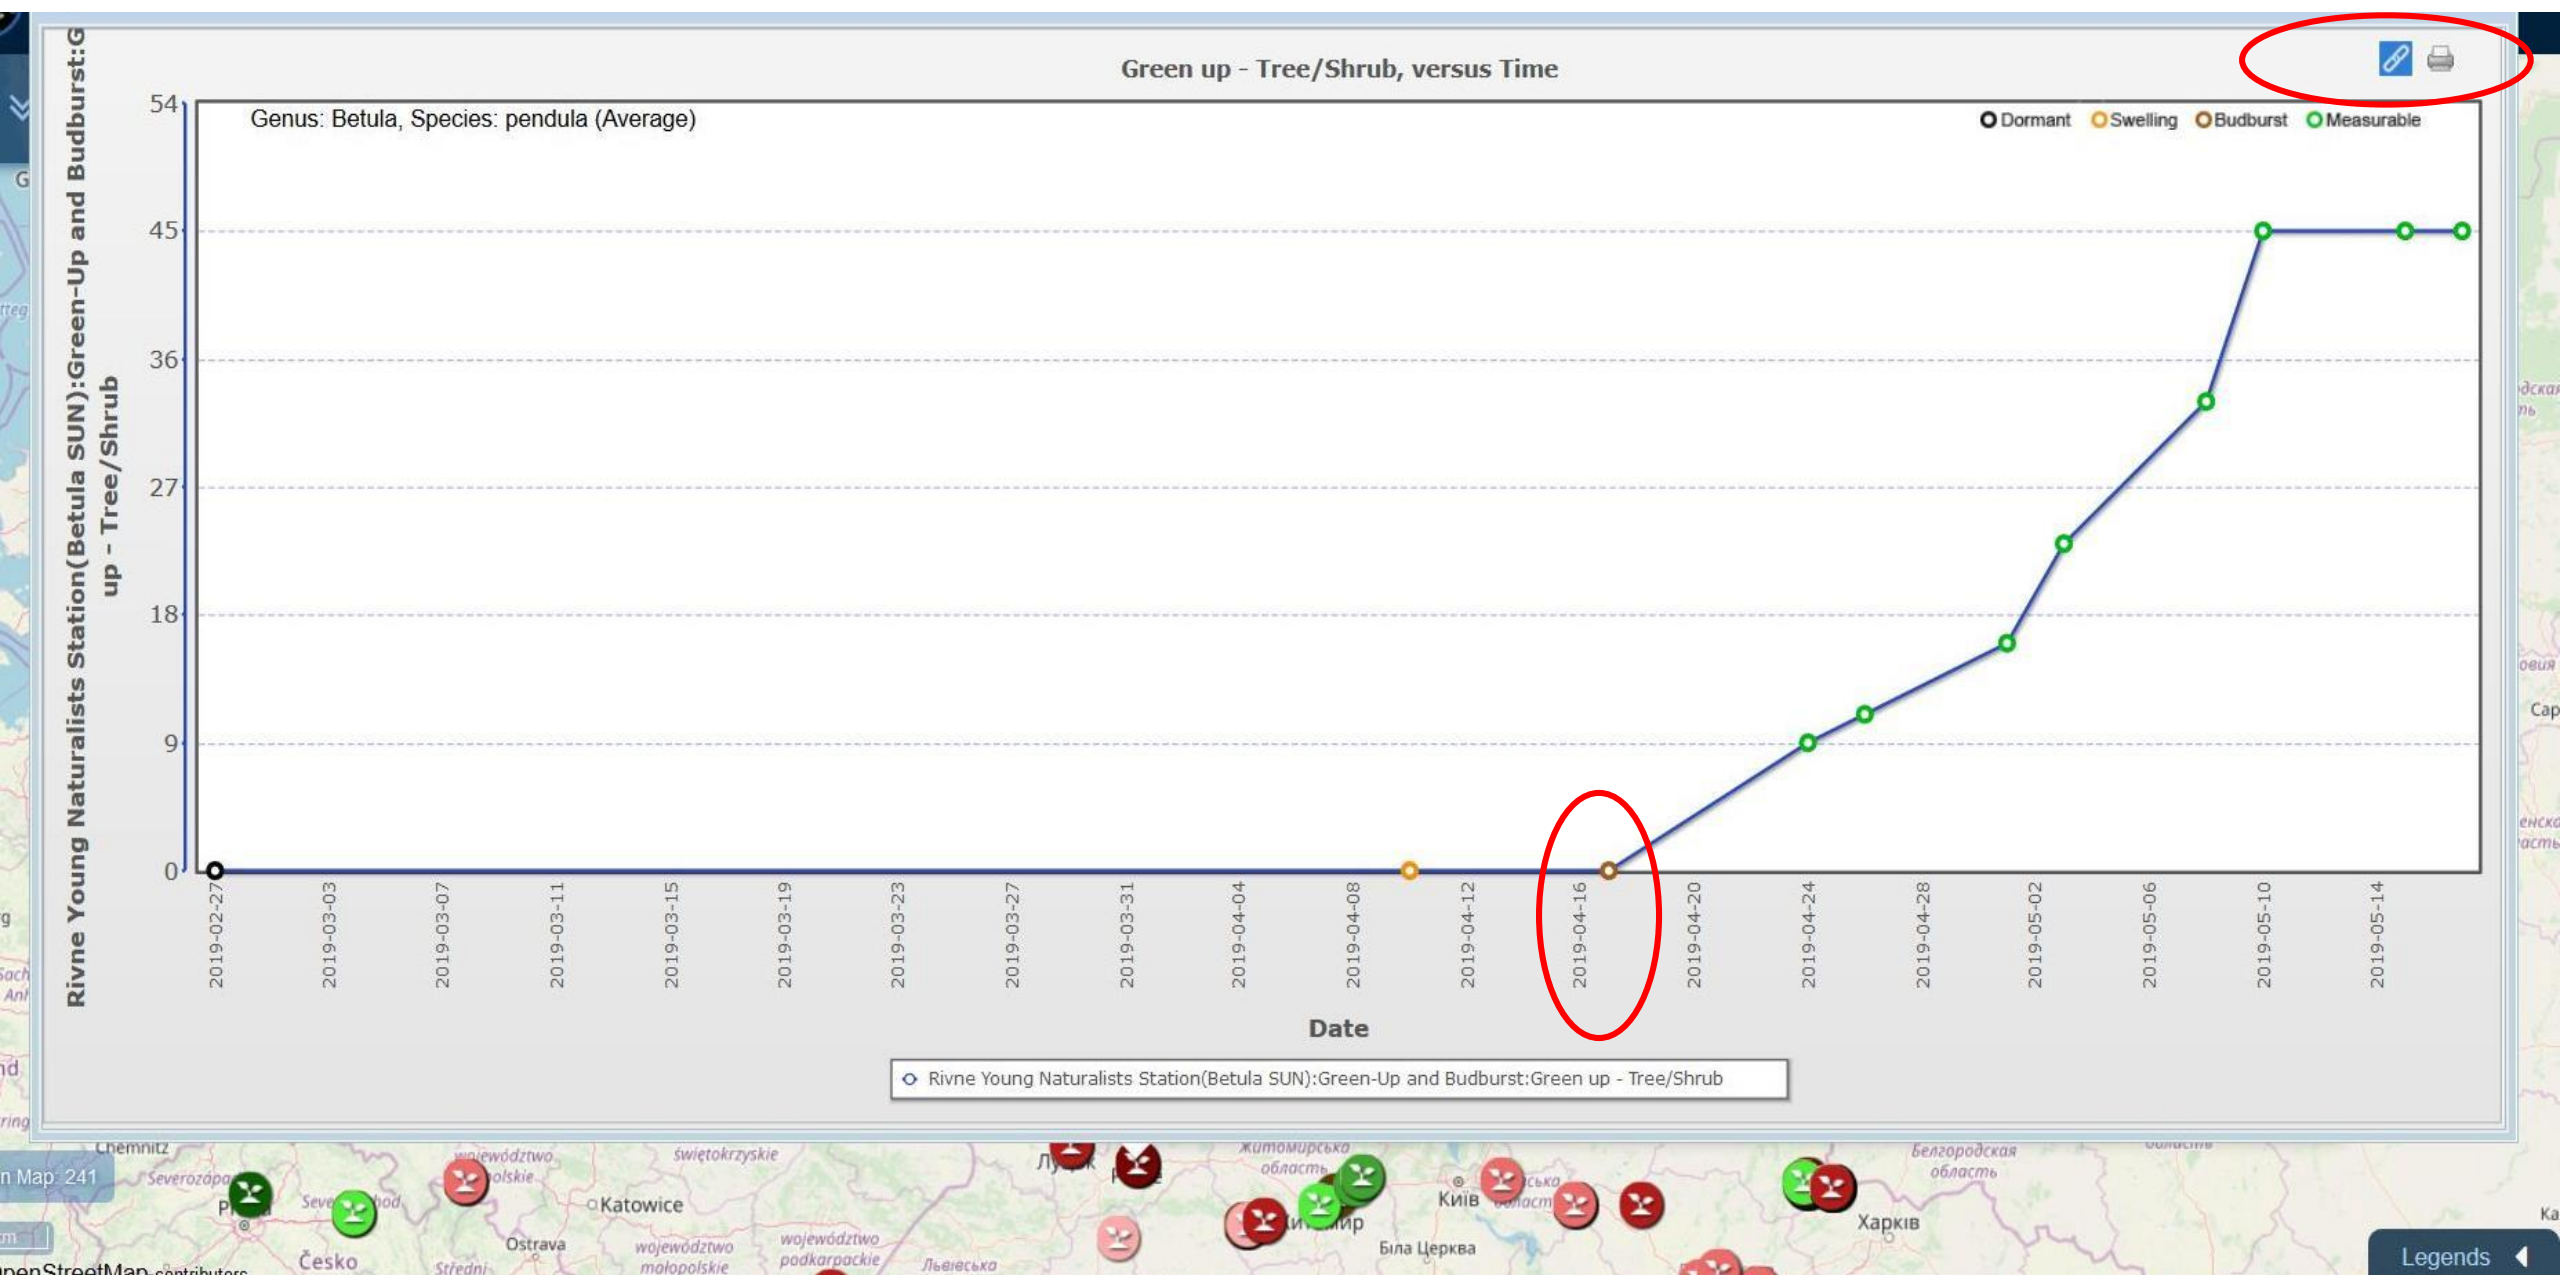 Green up - Tree/Shrub, versus Time
Genus: Betula, Species: pendula (Average)
Dormant Swelling Budburst Measurable
Rivne Young Naturalists Station(Betula SUN):Green-Up and Budburst:G
up - Tree/Shrub
54
45
36
27
18
9
0
2019-02-27
2019-03-03
2019-03-07
2019-03-11
2019-03-15
2019-03-19
2019-03-23
2019-03-27
2019-03-31
2019-04-04
2019-04-08
2019-04-12
2019-04-16
2019-04-20
2019-04-24
2019-04-28
2019-05-02
2019-05-06
2019-05-10
2019-05-14
Date
Rivne Young Naturalists Station(Betula SUN):Green-Up and Budburst:Green up - Tree/Shrub
Chemnitz
n Map: 241
świętokrzyskie
область
Белгородская
область
Katowice
Київ
Харків
Ostrava
województwo
małopolskie
województwo
podkarpackie
Біла Церква
Česko
Střední
Legends